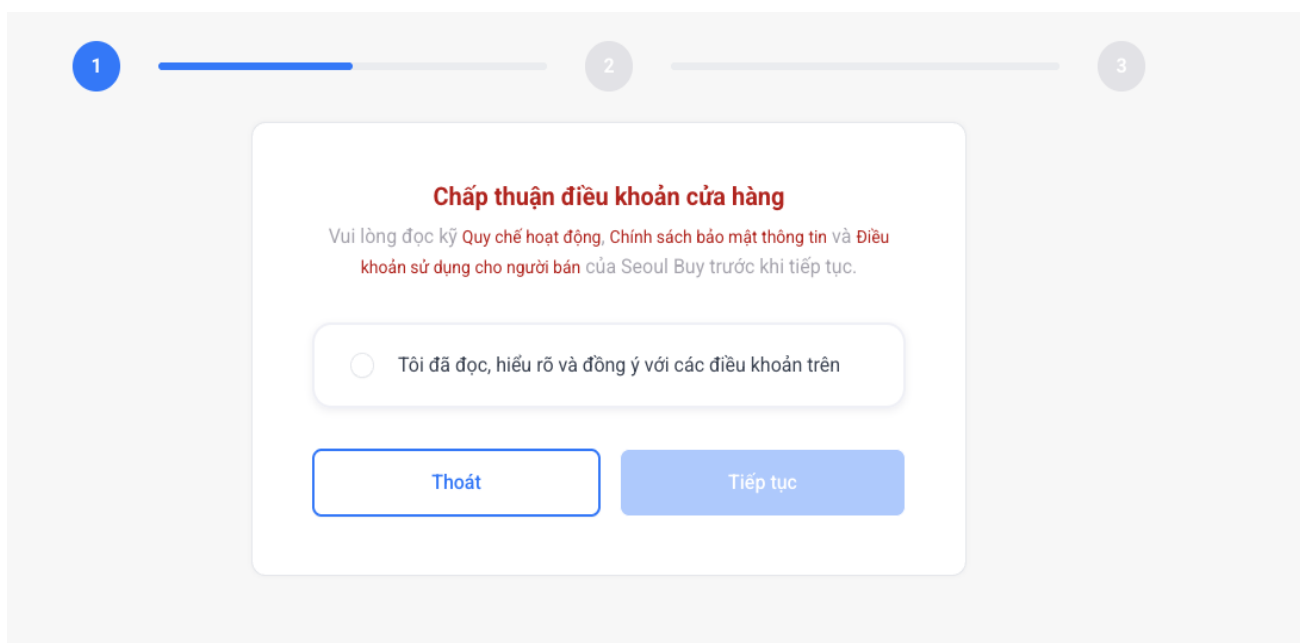 1
2
3
Chấp thuận điều khoản cửa hàng
Vui lòng đọc kỹ Quy chế hoạt động, Chính sách bảo mật thông tin và Điều
khoản sử dụng cho người bán của Seoul Buy trước khi tiếp tục.
Tôi đã đọc, hiểu rõ và đồng ý với các điều khoản trên
Thoát
Tiếp tục